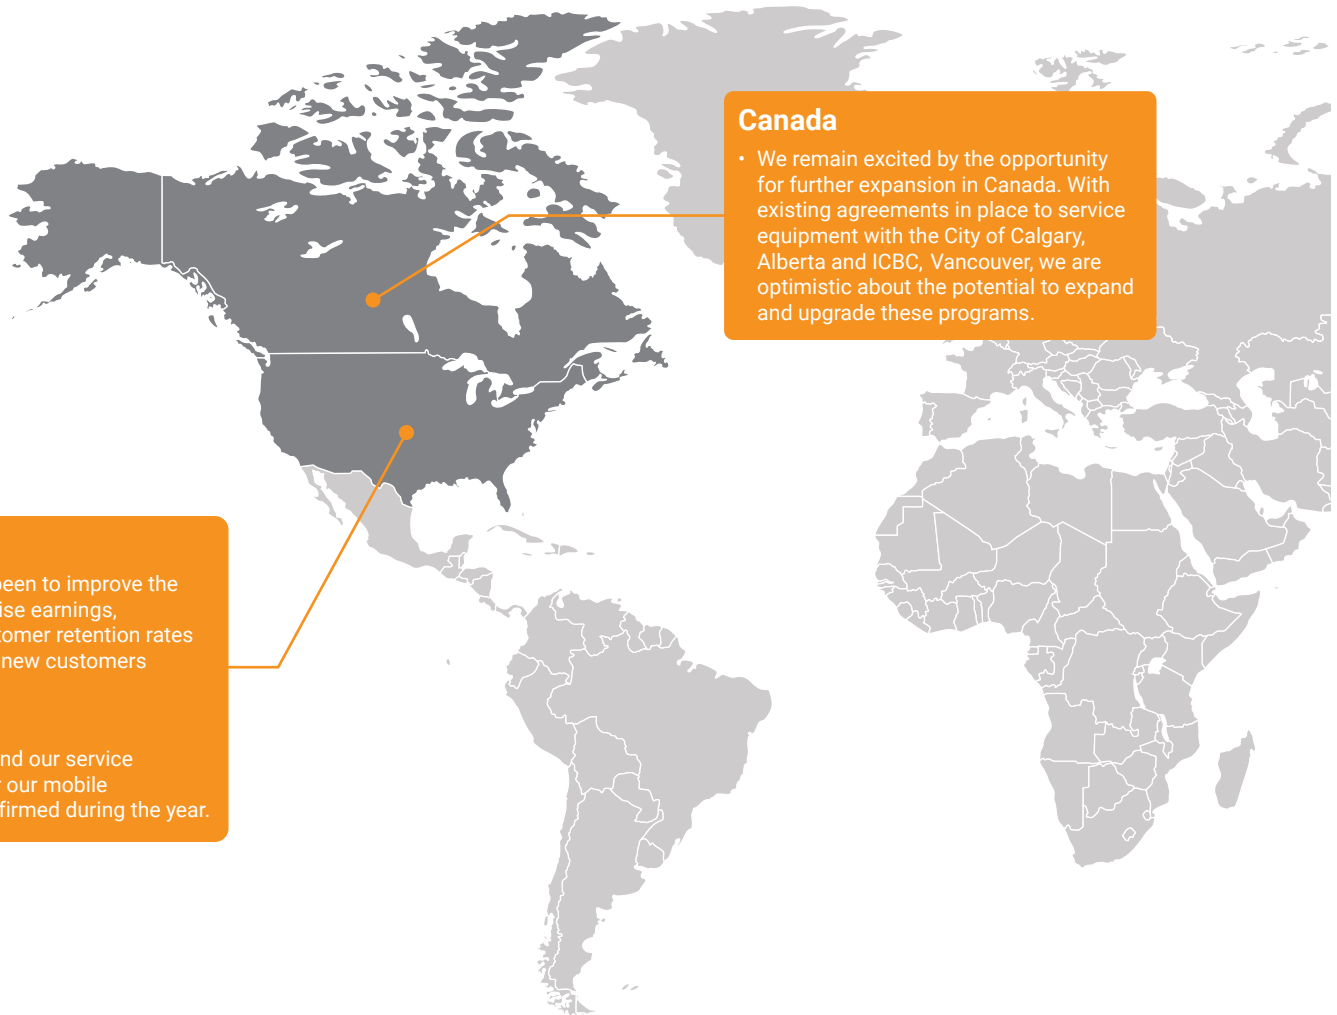 Canada
• We remain excited by the opportunity
for further expansion in Canada. With
existing agreements in place to service
equipment with the City of Calgary,
Alberta and ICBC, Vancouver, we are
optimistic about the potential to expand
and upgrade these programs.
been to improve the
ise earnings,
tomer retention rates
new customers
nd our service
our mobile
firmed during the year.